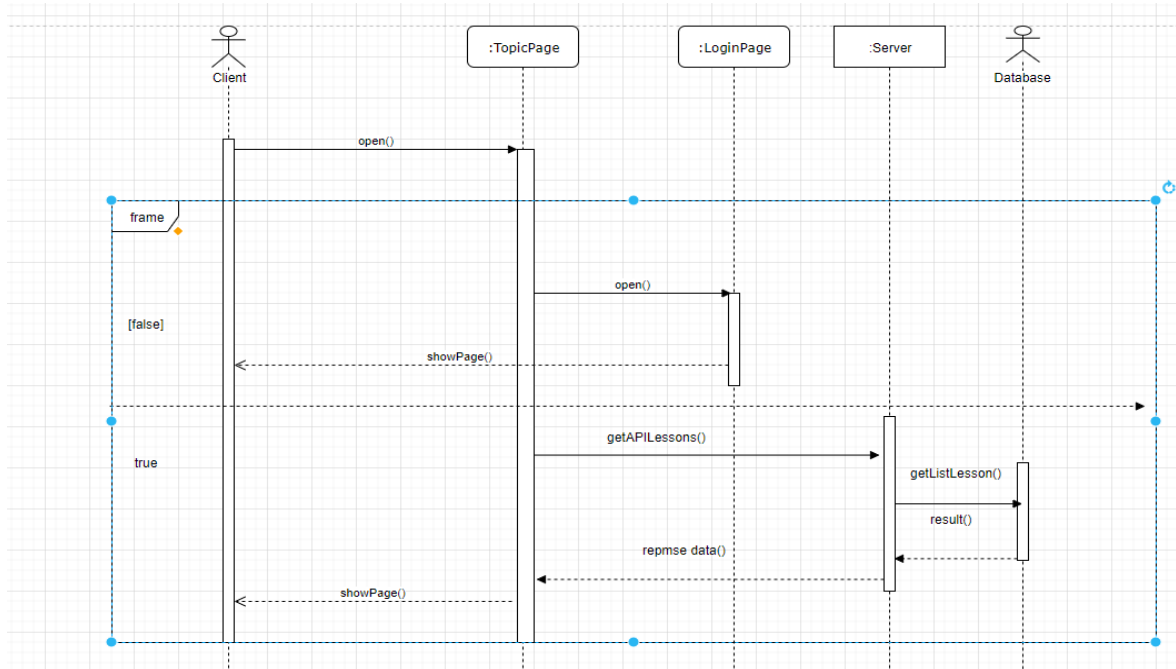 :TopicPage
:LoginPage
:Server
Client
Database
open()
frame
open()
[false]
showPage()
getAPILessons()
true
getListLesson()
result()
repmse data()
showPage()